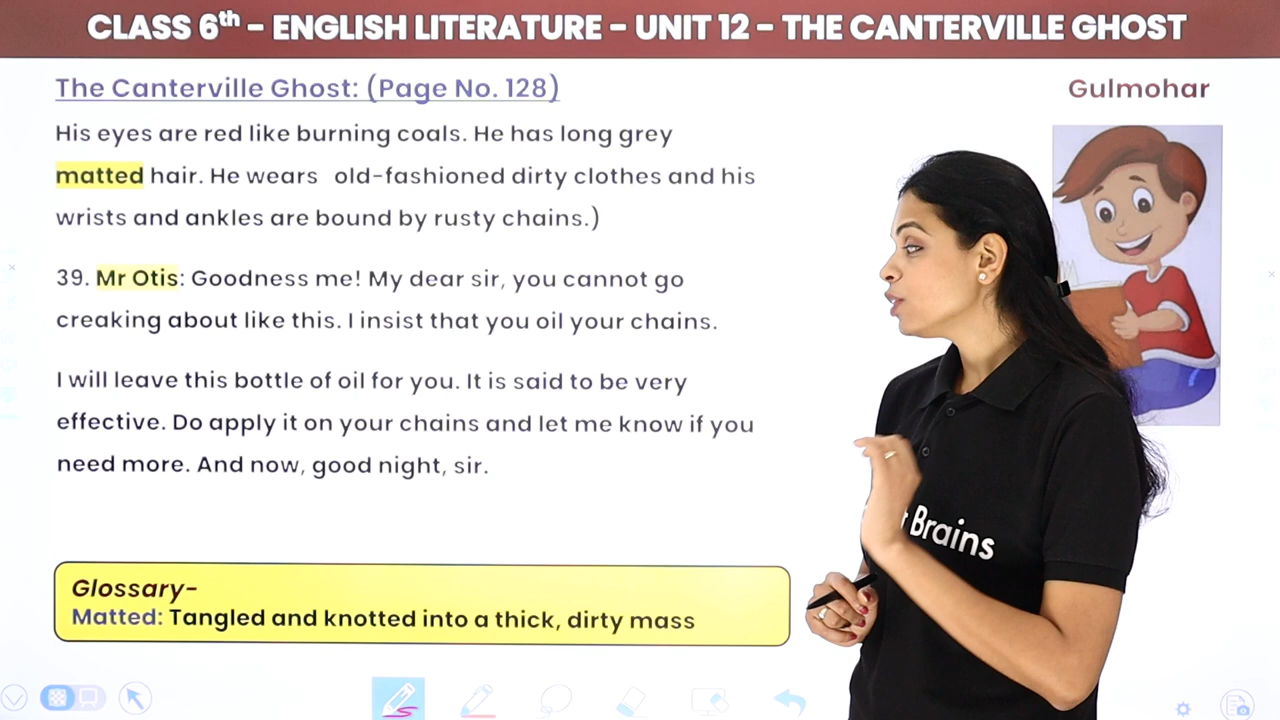 CLASS 6th - ENGLISH LITERATURE - UNIT 12 - THE CANTERVILLE GHOST
The Canterville Ghost: (Page No. 128)
Gulmohar
His eyes are red like burning coals. He has long grey
matted hair. He wears old-fashioned dirty clothes and his
wrists and ankles are bound by rusty chains.)
39. Mr Otis: Goodness me! My dear sir, you cannot go
creaking about like this. I insist that you oil your chains.
I will leave this bottle of oil for you. It is said to be very
effective. Do apply it on your chains and let me know if you
need more. And now, good night, sir.
Brains
Glossary-
Matted: Tangled and knotted into a thick, dirty mass